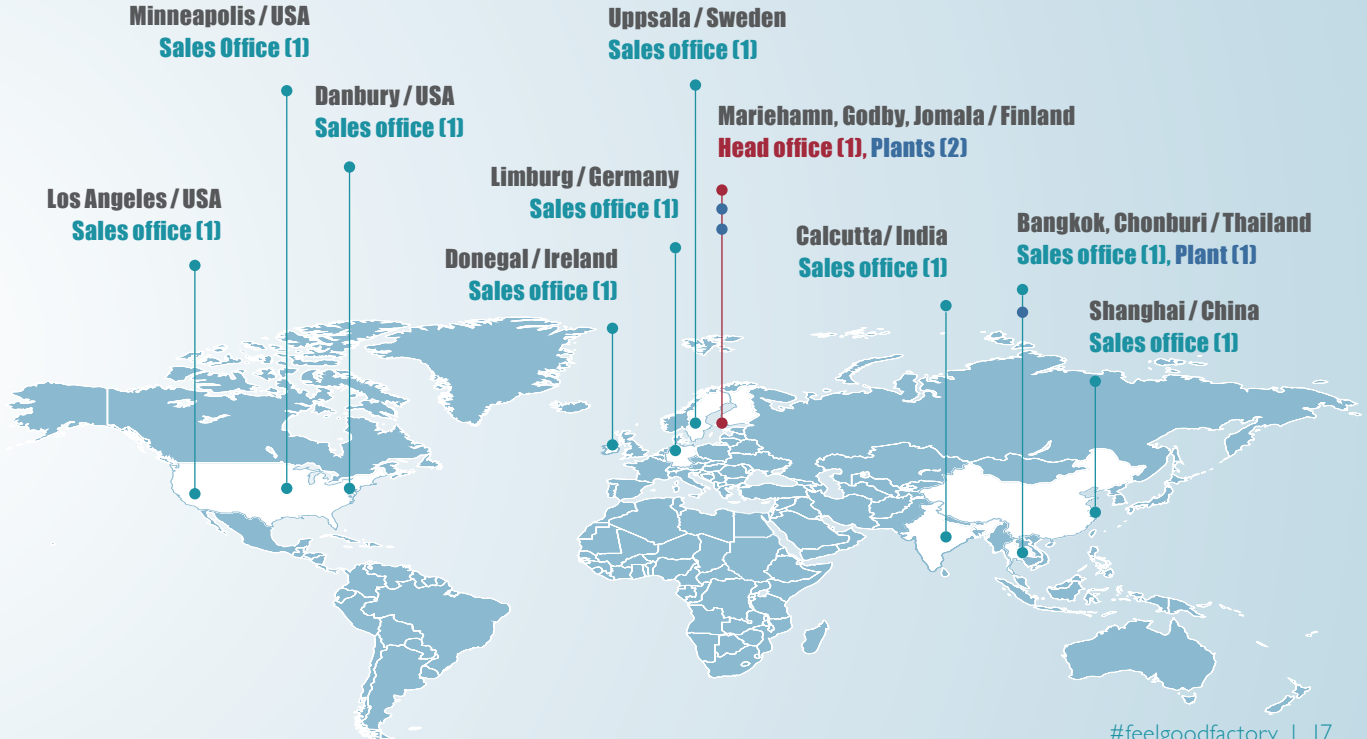 Minneapolis / USA
Sales Office (1)
Uppsala / Sweden
Sales office (1)
Danbury / USA
Sales office (1)
Mariehamn, Godby, Jomala / Finland
Head office (1), Plants (2)
Los Angeles / USA
Sales office (1)
Limburg / Germany
Sales office (1)
Donegal / Ireland
Sales office (1)
Calcutta / India
Sales office (1)
Bangkok, Chonburi / Thailand
Sales office (1), Plant (1)
Shanghai / China
Sales office (1)
#feelgoodfactory | 17